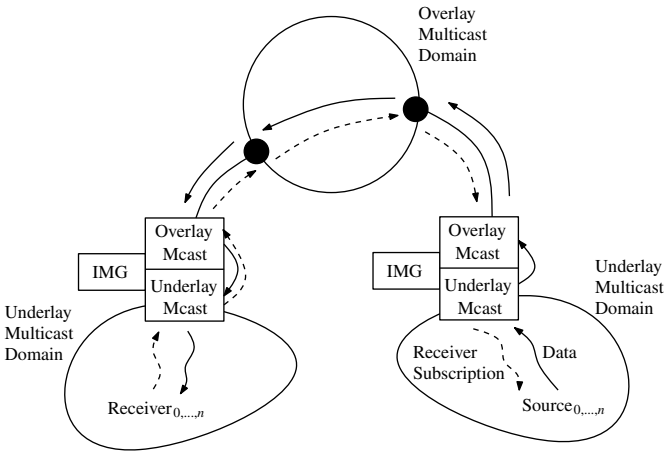 Overlay
Multicast
Domain
Overlay
Mcast
IMG
Underlay
Mcast
Underlay
Multicast
Domain
Receiver0,...,n
Overlay
Mcast
IMG
Underlay
Mcast
Underlay
Multicast
Domain
Receiver
Subscription
Data
Source0,...,n